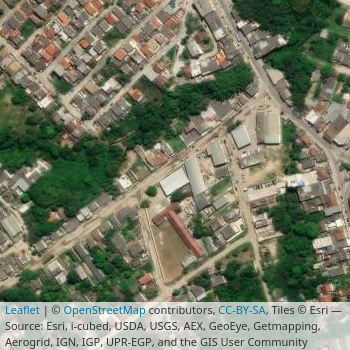 Leaflet | © OpenStreetMap contributors, CC-BY-SA, Tiles © Esri —
Source: Esri, i-cubed, USDA, USGS, AEX, GeoEye, Getmapping,
Aerogrid, IGN, IGP, UPR-EGP, and the GIS User Community